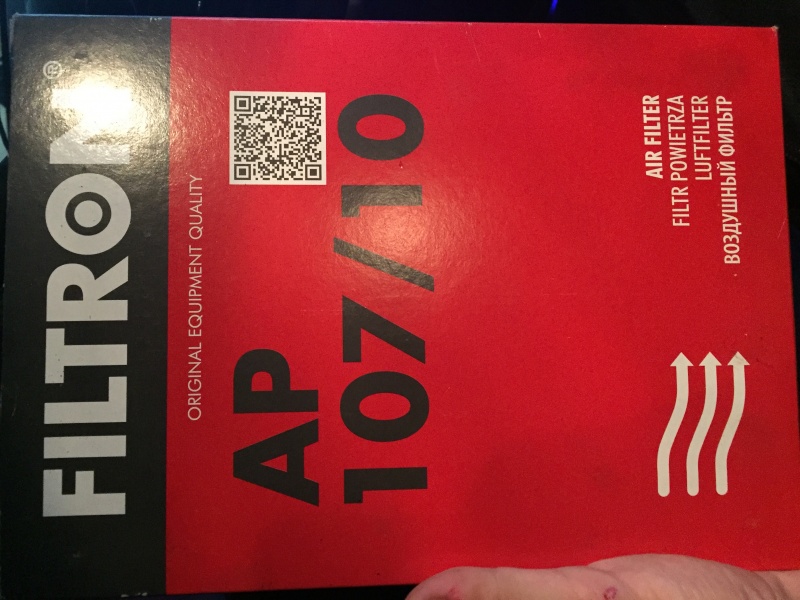 FILTRON®
ORIGINAL EQUIPMENT QUALITY
AP
107/10
AIR FILTER
FILTR POWIETRZA
LUFTFILTER
ВОЗДУШНЫЙ ФИЛЬТР